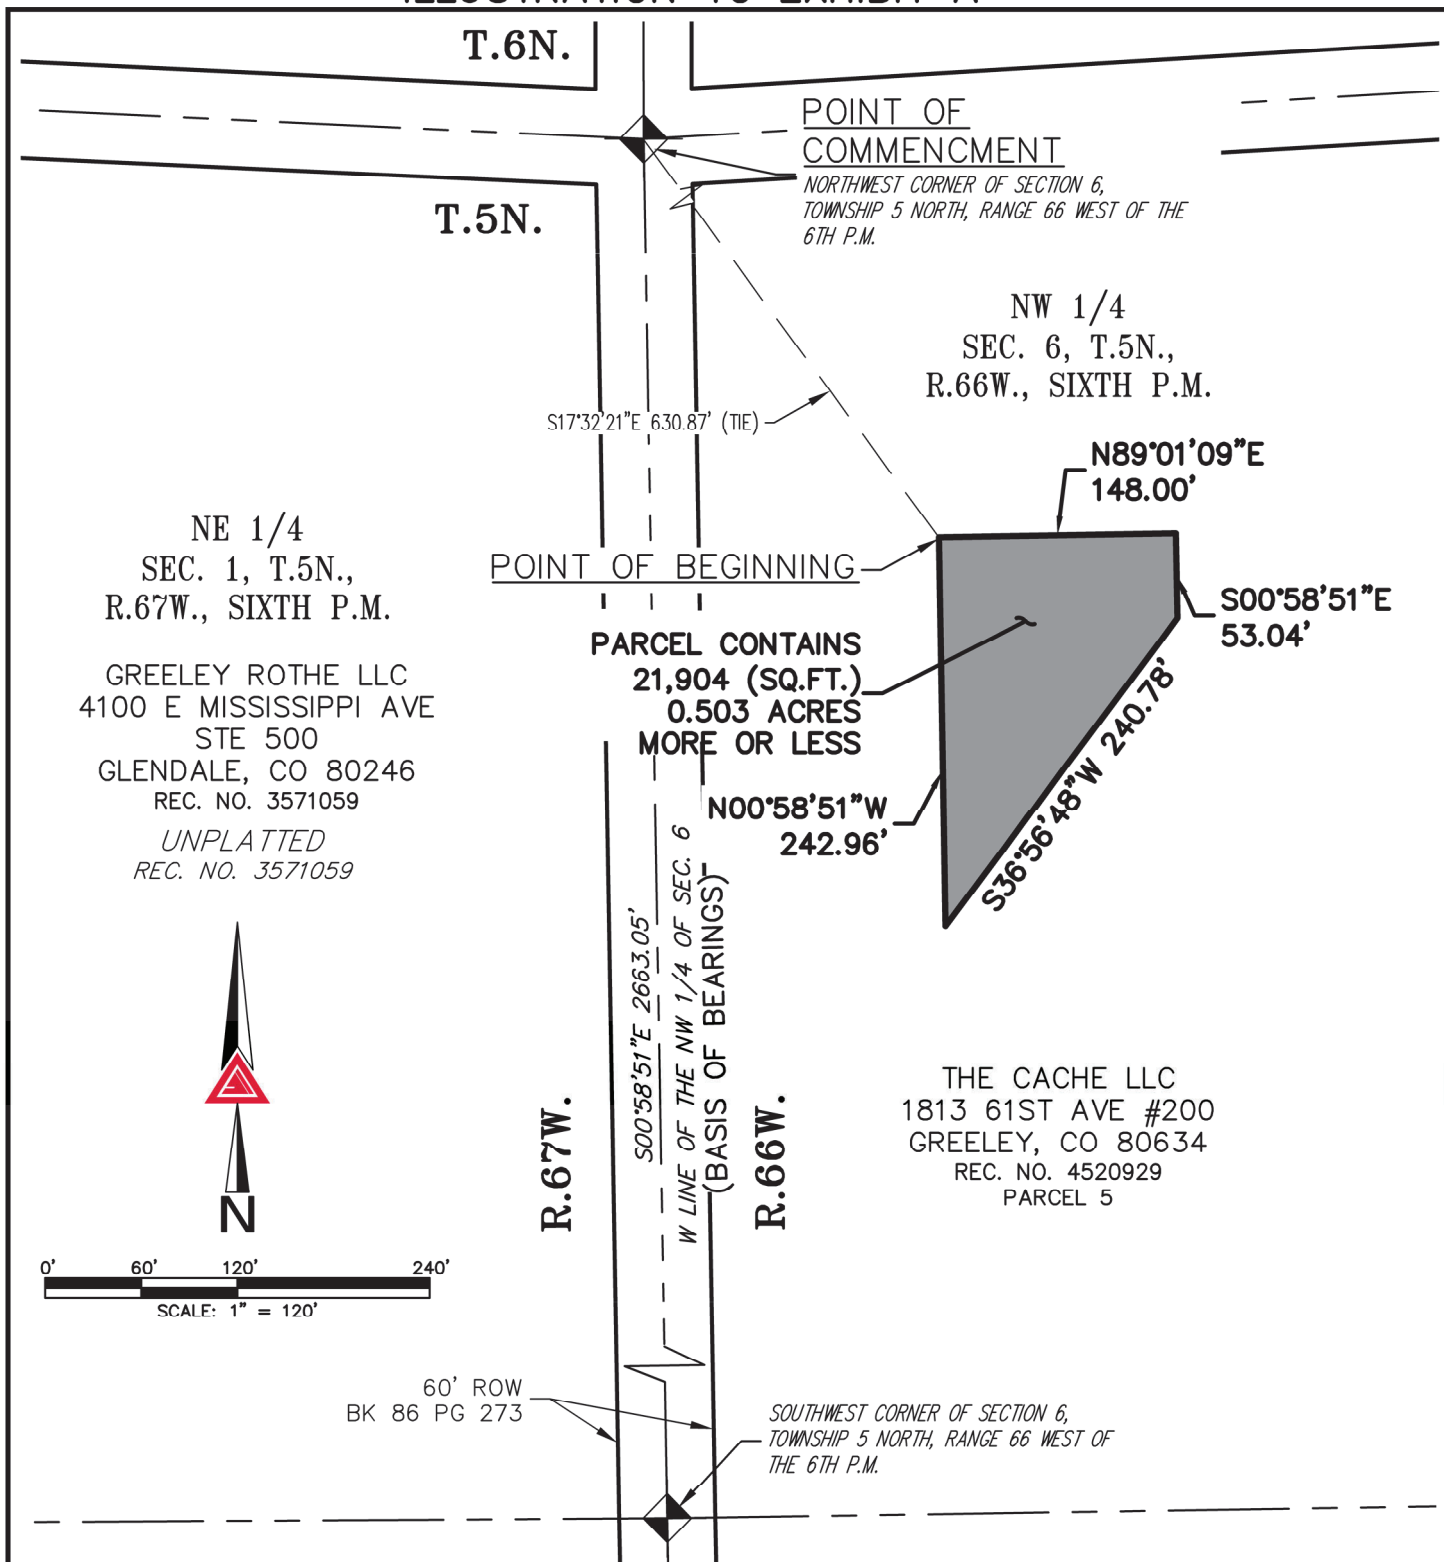 T.6N.
POINT OF
COMMENCMENT
NORTHWEST CORNER OF SECTION 6,
TOWNSHIP 5 NORTH, RANGE 66 WEST OF THE
6TH P.M.
T.5N.
NW 1/4
SEC. 6, T.5N.,
R.66W., SIXTH P.M.
S17°32'21"E 630.87' (TIE)
N89°01'09"E
148.00'
NE 1/4
SEC. 1, T.5N.,
R.67W., SIXTH P.M.
POINT OF BEGINNING
S00°58'51"E
53.04'
PARCEL CONTAINS
21,904 (SQ.FT.)
0.503 ACRES
MORE OR LESS
GREELEY ROTHE LLC
4100 E MISSISSIPPI AVE
STE 500
GLENDALE, CO 80246
REC. NO. 3571059
UNPLATTED
REC. NO. 3571059
N00°58'51"W
242.96'
S36°56'48"W 240.78'
S00°58'51"E 2663.05'
W LINE OF THE NW 1/4 OF SEC. 6
(BASIS OF BEARINGS)
R.67W.
R.66W.
THE CACHE LLC
1813 61ST AVE #200
GREELEY, CO 80634
REC. NO. 4520929
PARCEL 5
N
0' 60' 120' 240'
SCALE: 1" = 120'
60' ROW
BK 86 PG 273
SOUTHWEST CORNER OF SECTION 6,
TOWNSHIP 5 NORTH, RANGE 66 WEST OF
THE 6TH P.M.